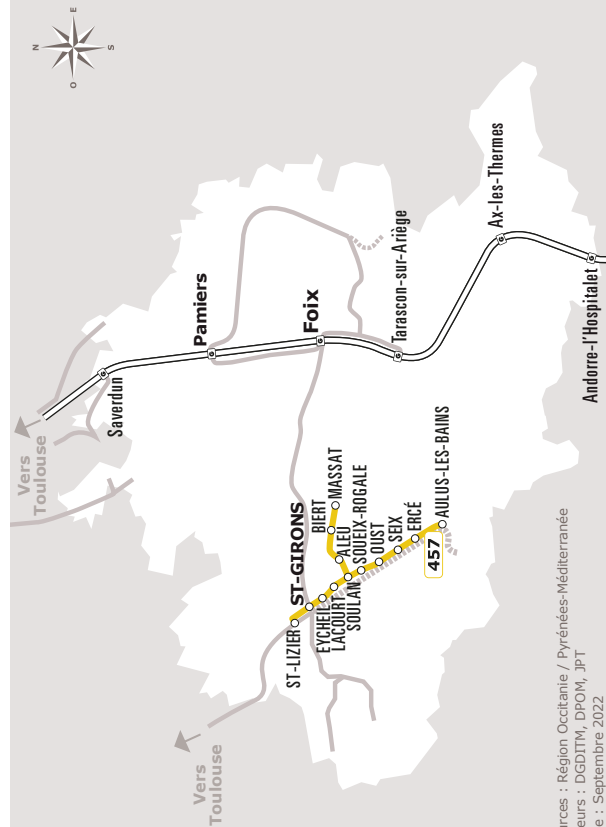 N
E
S
O
Vers
Toulouse
Saverdun
Pamiers
Foix
Tarascon-sur-Ariège
Ax-les-Thermes
Andorre-l'Hospitalet
Vers
Toulouse
ST-LIZIER
ST-GIRONS
EYCHEIL
LACOURT
SOULAN
ALEU
BIERT
MASSAT
SOUEIX-ROGALE
OUST
SEIX
ERCÉ
AULUS-LES-BAINS
457
rces : Région Occitanie / Pyrénées-Méditerranée
eurs : DGDITM, DPOM, JPT
e : Septembre 2022